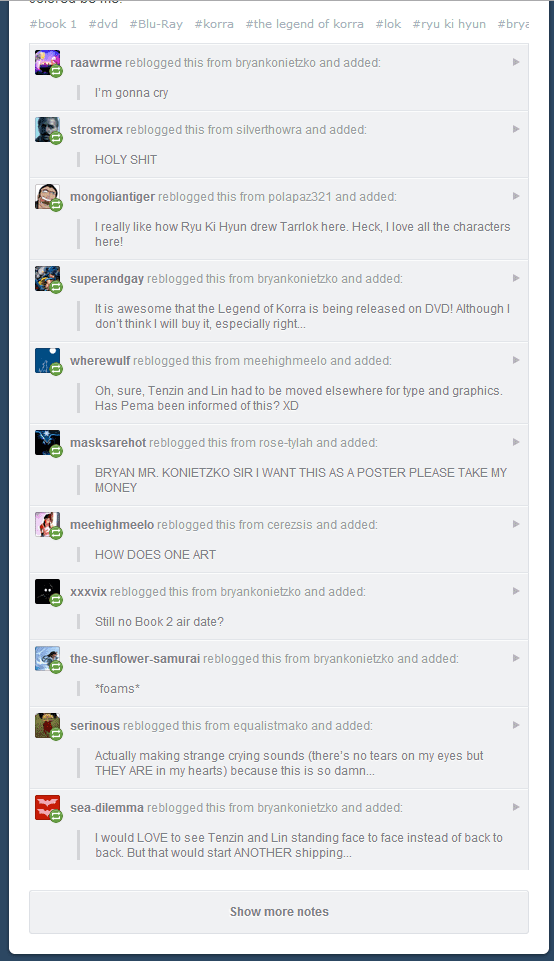 #book 1 #dvd #Blu-Ray #korra #the legend of korra #lok #ryu ki hyun #brya
raawrme reblogged this from bryankonietzko and added:
I'm gonna cry
stromerx reblogged this from silverthowra and added:
HOLY SHIT
mongoliantiger reblogged this from polapaz321 and added:
I really like how Ryu Ki Hyun drew Tarrlok here. Heck, I love all the characters
here!
superandgay reblogged this from bryankonietzko and added:
It is awesome that the Legend of Korra is being released on DVD! Although I
don't think I will buy it, especially right...
wherewulf reblogged this from meehighmeelo and added:
Oh, sure, Tenzin and Lin had to be moved elsewhere for type and graphics.
Has Pema been informed of this? XD
masksarehot reblogged this from rose-tylah and added:
BRYAN MR. KONIETZKO SIR I WANT THIS AS A POSTER PLEASE TAKE MY
MONEY
meehighmeelo reblogged this from cerezsis and added:
HOW DOES ONE ART
xxxvix reblogged this from bryankonietzko and added:
Still no Book 2 air date?
the-sunflower-samurai reblogged this from bryankonietzko and added:
*foams*
serinous reblogged this from equalistmako and added:
Actually making strange crying sounds (there's no tears on my eyes but
THEY ARE in my hearts) because this is so damn...
sea-dilemma reblogged this from bryankonietzko and added:
I would LOVE to see Tenzin and Lin standing face to face instead of back to
back. But that would start ANOTHER shipping...
Show more notes